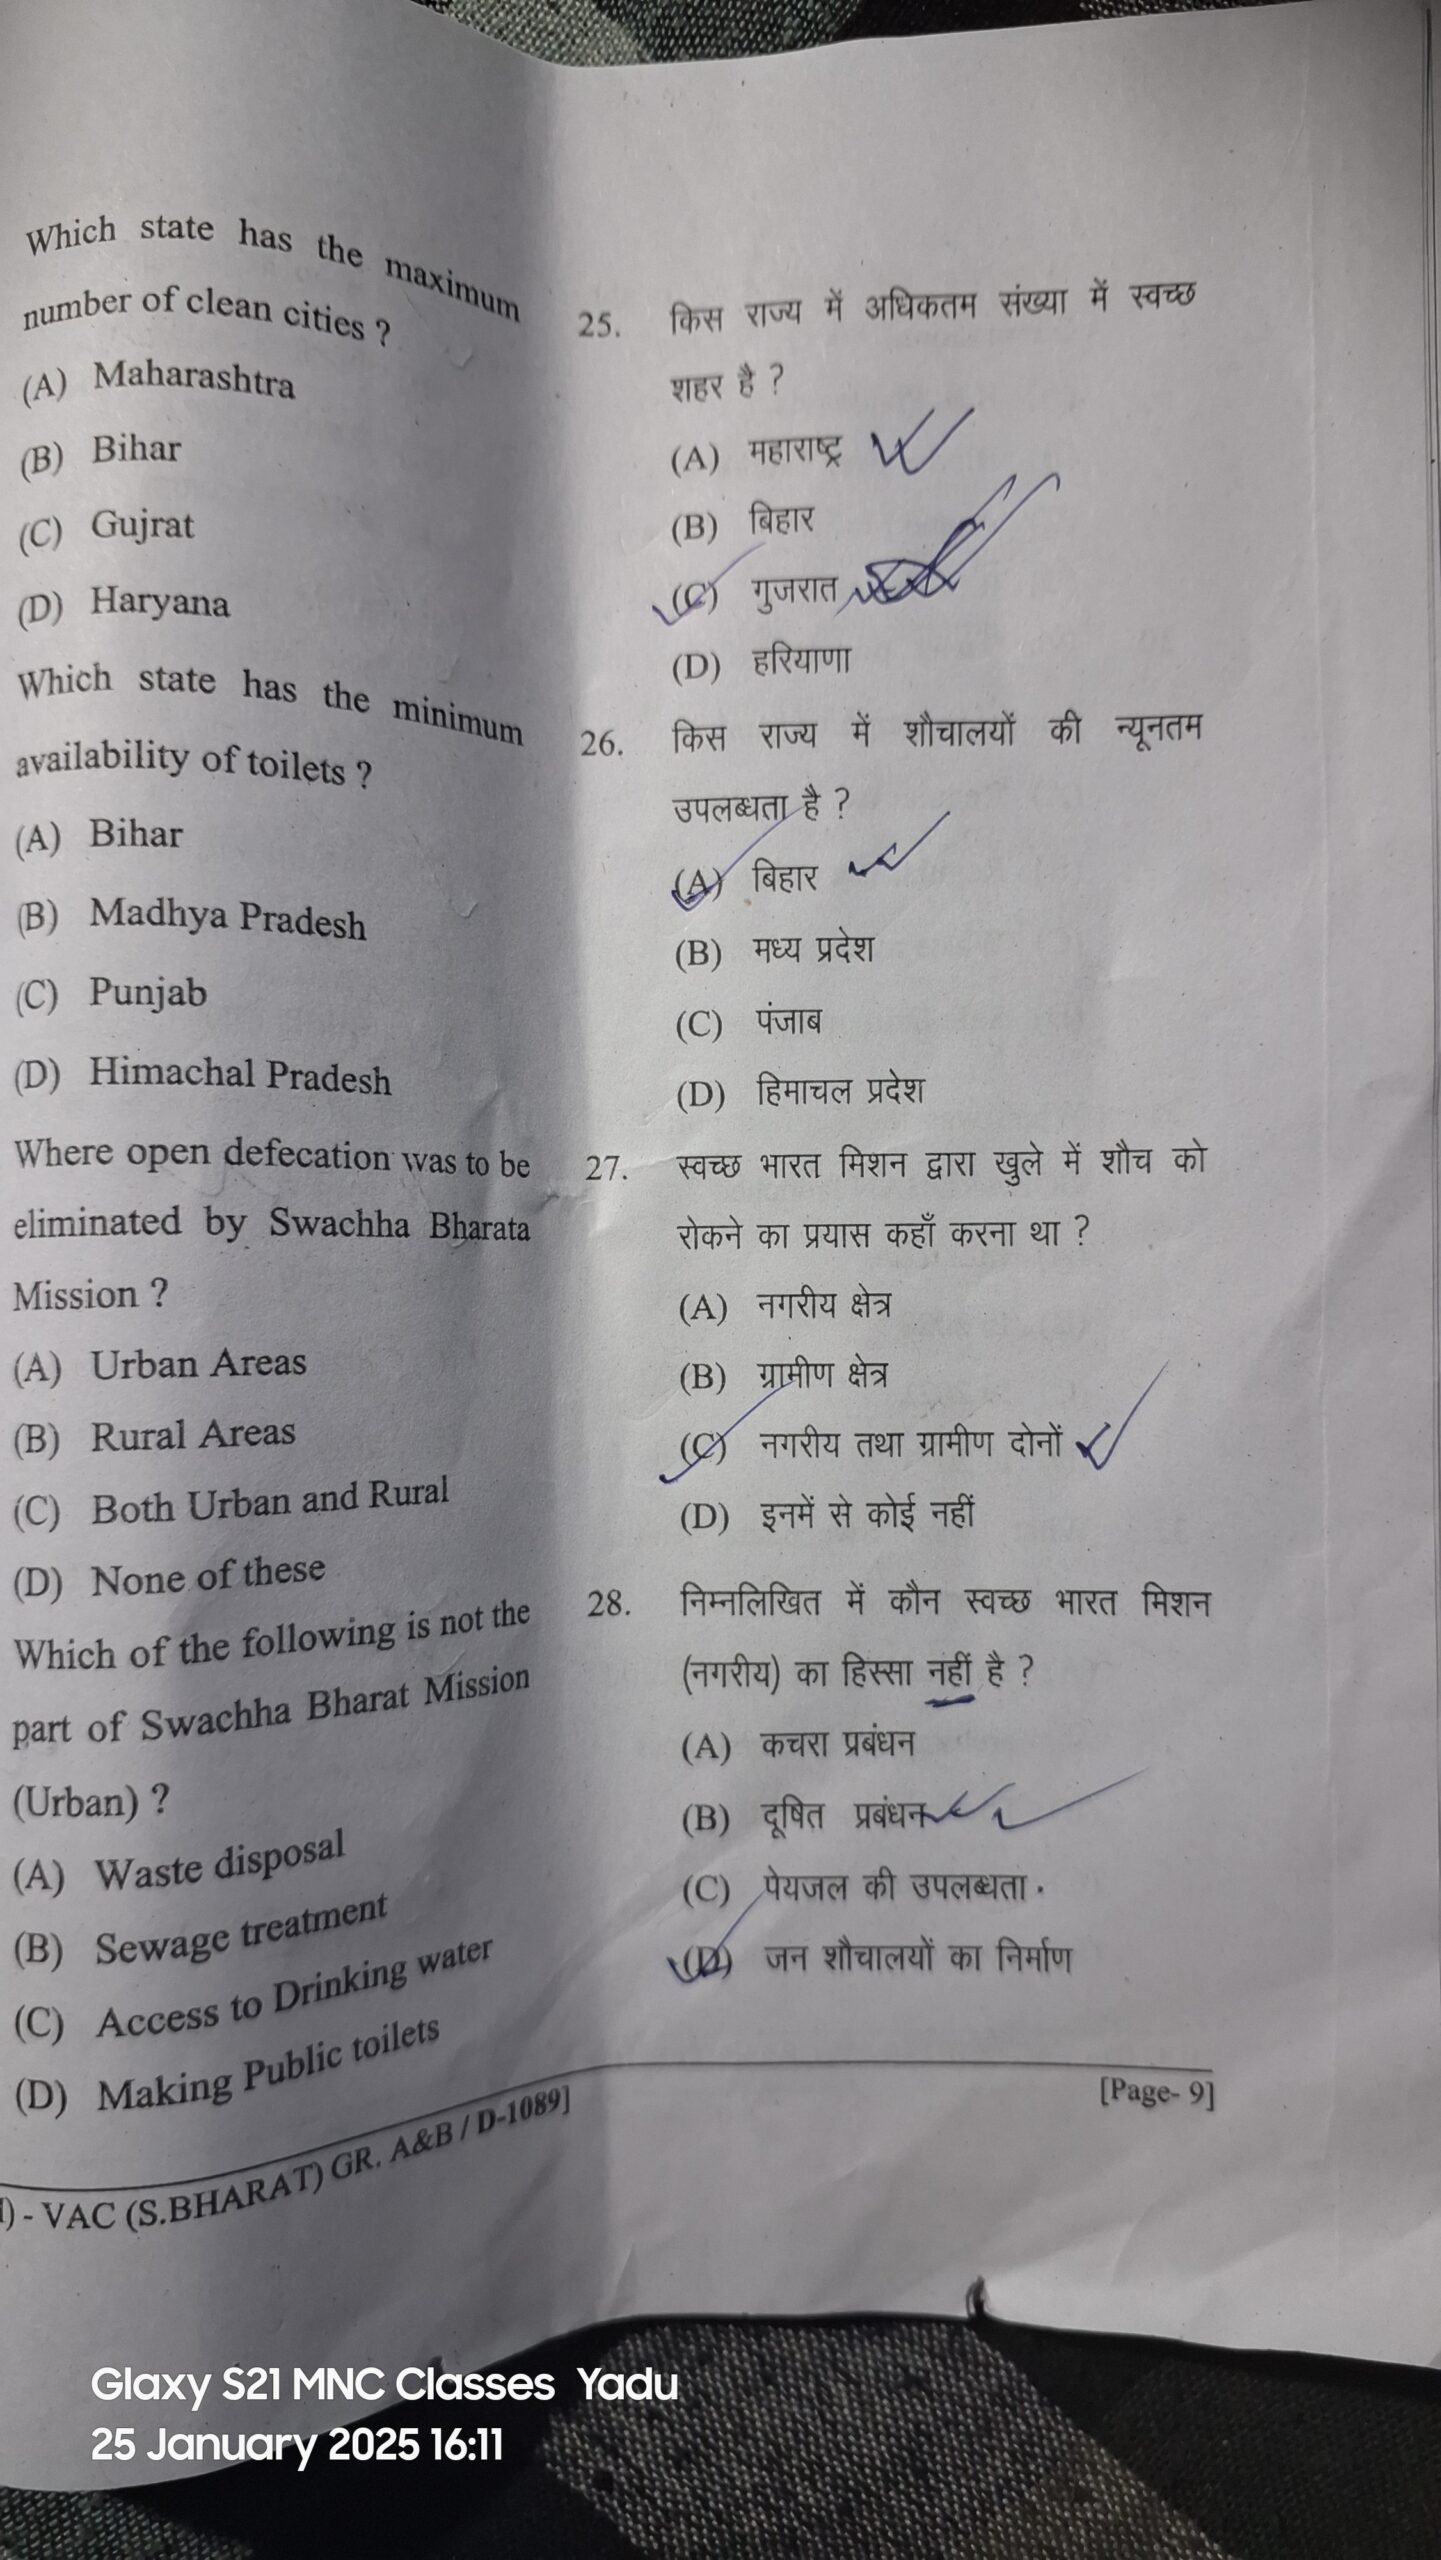 Which state has the maximum
number of clean cities ?
(A) Maharashtra
(B) Bihar
(C) Gujrat
(D) Haryana
Which state has the minimum
availability of toilets ?
(A) Bihar
(B) Madhya Pradesh
(C) Punjab
(D) Himachal Pradesh
Where open defecation was to be
eliminated by Swachha Bharata
Mission ?
(A) Urban Areas
(B) Rural Areas
(C) Both Urban and Rural
(D) None of these
Which of the following is not the
part of Swachha Bharat Mission
(Urban) ?
(A) Waste disposal
(B) Sewage treatment
(C) Access to Drinking water
(D) Making Public toilets
25. किस राज्य में अधिकतम संख्या में स्वच्छ
शहर है ?
(A) महाराष्ट्र
(B) बिहार
(C) गुजरात
(D) हरियाणा
26. किस राज्य में शौचालयों की न्यूनतम
उपलब्धता है ?
(A) बिहार
(B) मध्य प्रदेश
(C) पंजाब
(D) हिमाचल प्रदेश
27. स्वच्छ भारत मिशन द्वारा खुले में शौच को
रोकने का प्रयास कहाँ करना था ?
(A) नगरीय क्षेत्र
(B) ग्रामीण क्षेत्र
(C) नगरीय तथा ग्रामीण दोनों
(D) इनमें से कोई नहीं
28. निम्नलिखित में कौन स्वच्छ भारत मिशन
(नगरीय) का हिस्सा नहीं है ?
(A) कचरा प्रबंधन
(B) दूषित प्रबंधन
(C) पेयजल की उपलब्धता
(D) जन शौचालयों का निर्माण
) - VAC (S.BHARAT) GR. A&B / D-1089]
[Page- 9]
Glaxy S21 MNC Classes Yadu
25 January 2025 16:11